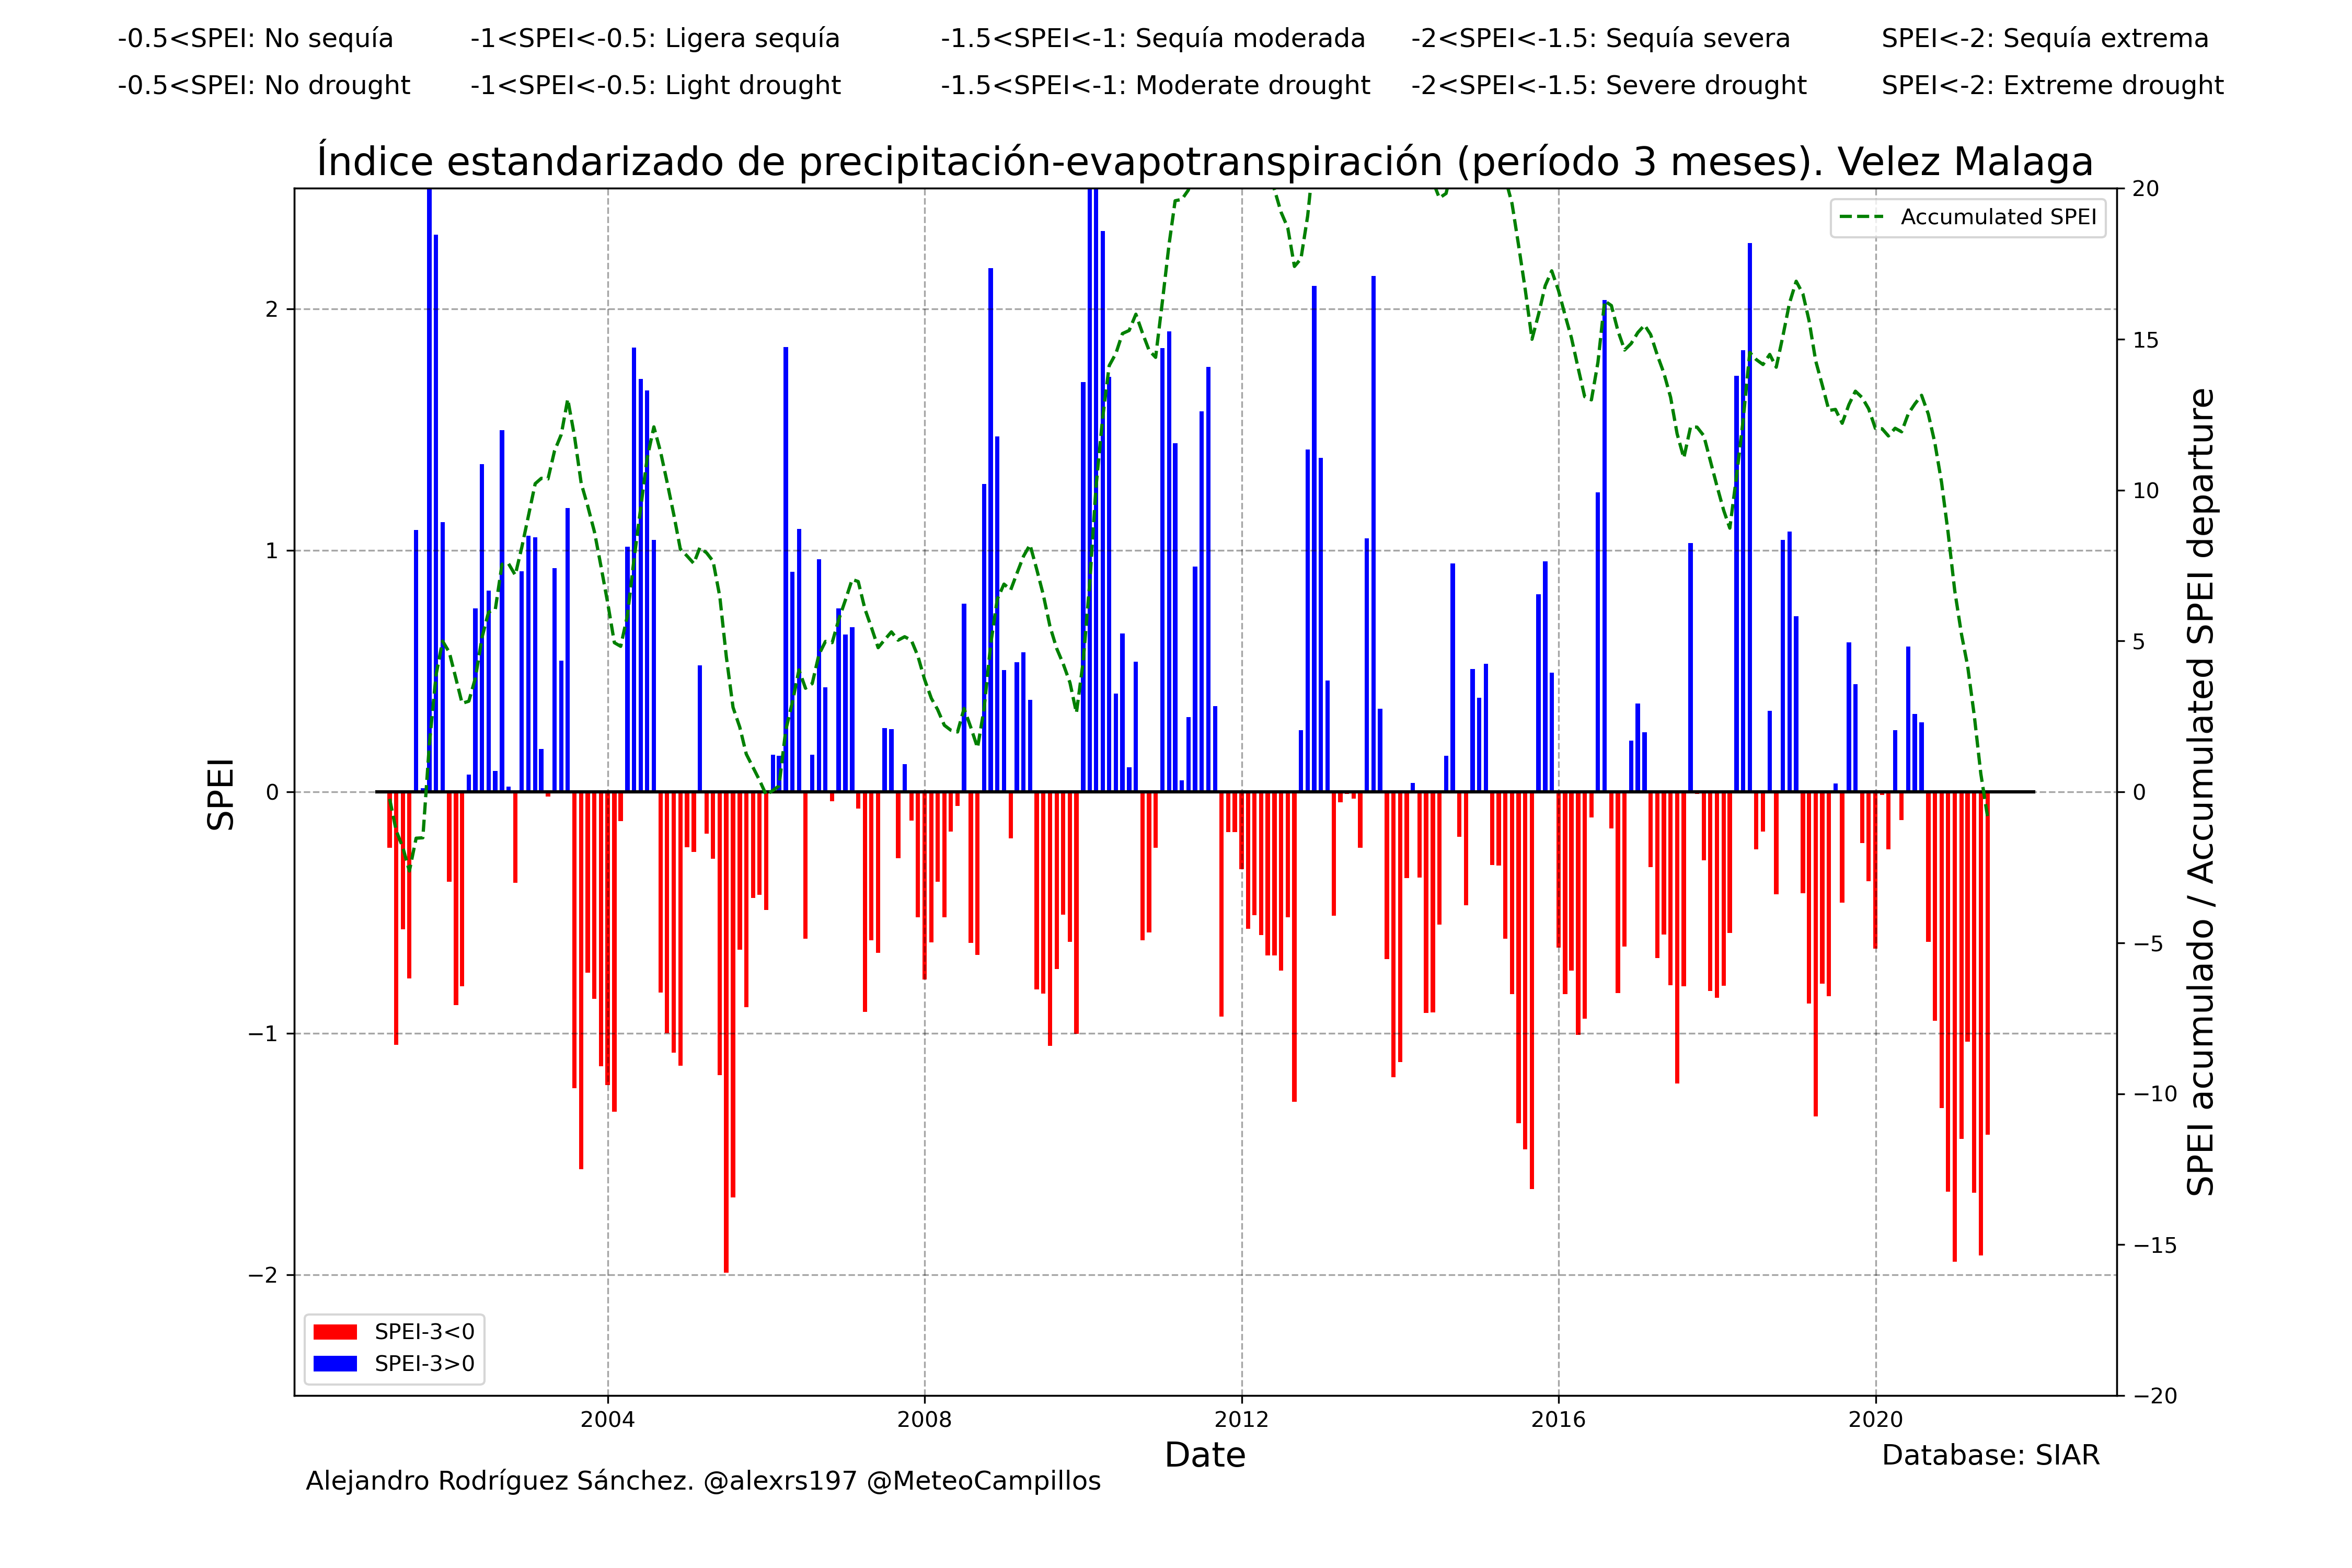 -0.5<SPEI: No sequía -1<SPEI<-0.5: Ligera sequía -1.5<SPEI<-1: Sequía moderada -2<SPEI<-1.5: Sequía severa SPEI<-2: Sequía extrema
-0.5<SPEI: No drought -1<SPEI<-0.5: Light drought -1.5<SPEI<-1: Moderate drought -2<SPEI<-1.5: Severe drought SPEI<-2: Extreme drought
Índice estandarizado de precipitación-evapotranspiración (período 3 meses). Velez Malaga
Accumulated SPEI
SPEI
2
1
0
−1
−2
20
15
10
5
0
−5
−10
−15
−20
SPEI acumulado / Accumulated SPEI departure
SPEI-3<0
SPEI-3>0
2004 2008 2012 2016 2020
Date
Database: SIAR
Alejandro Rodríguez Sánchez. @alexrs197 @MeteoCampillos